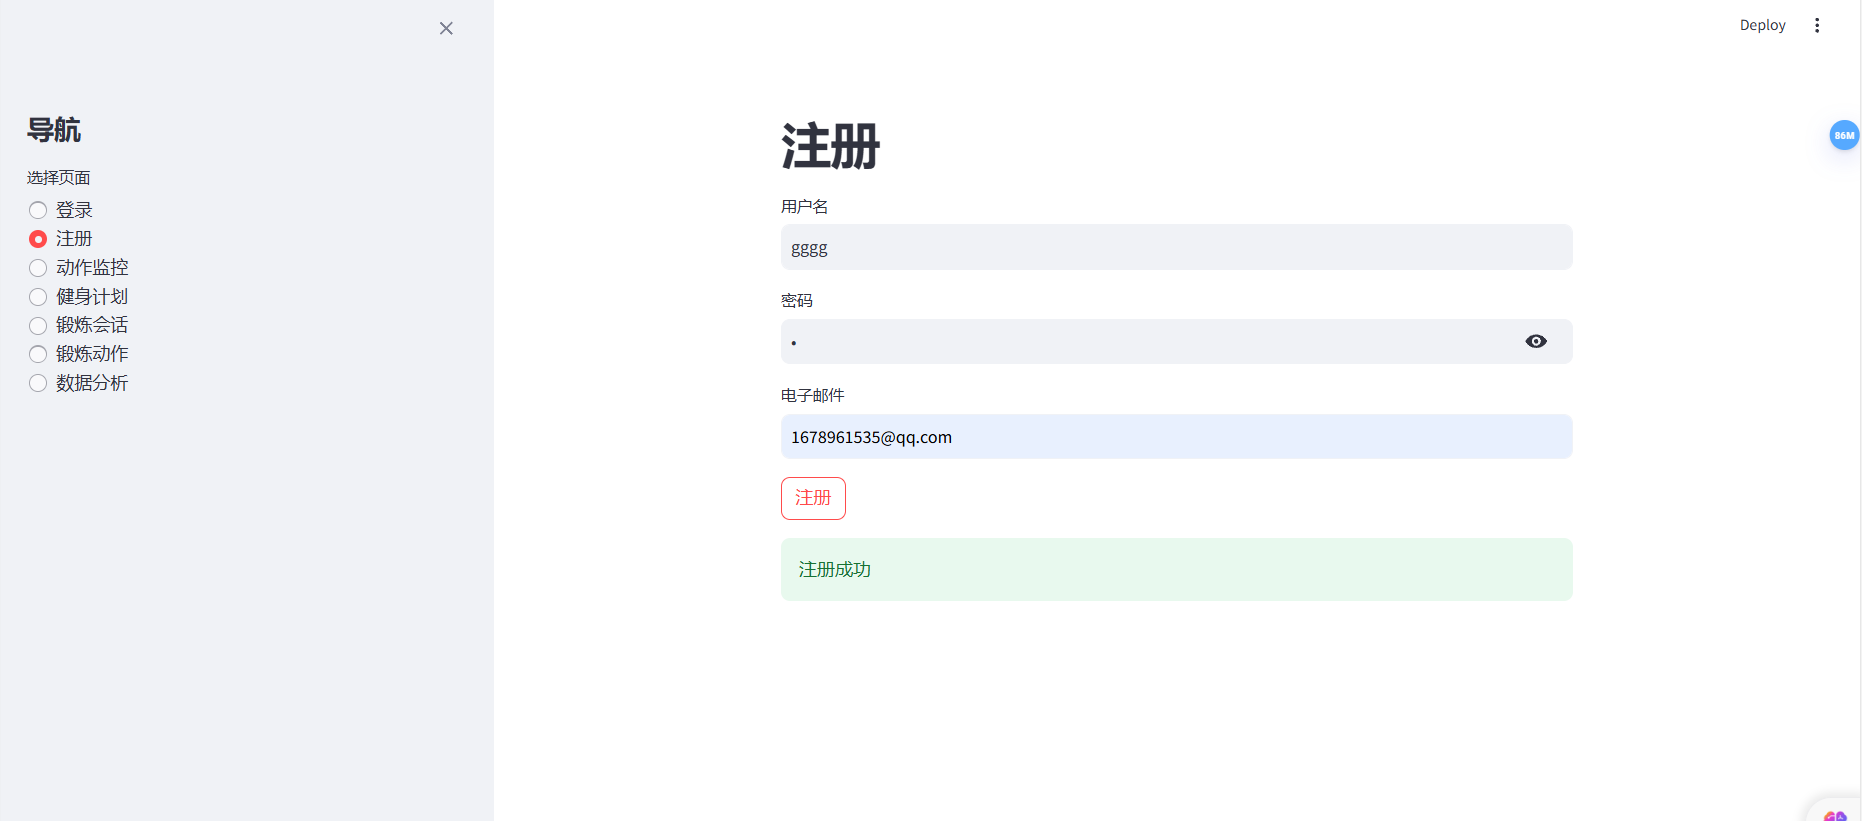 Deploy
导航
选择页面
登录
注册
动作监控
健身计划
锻炼会话
锻炼动作
数据分析
注册
用户名
gggg
密码
•
电子邮件
1678961535@qq.com
注册
注册成功
86M